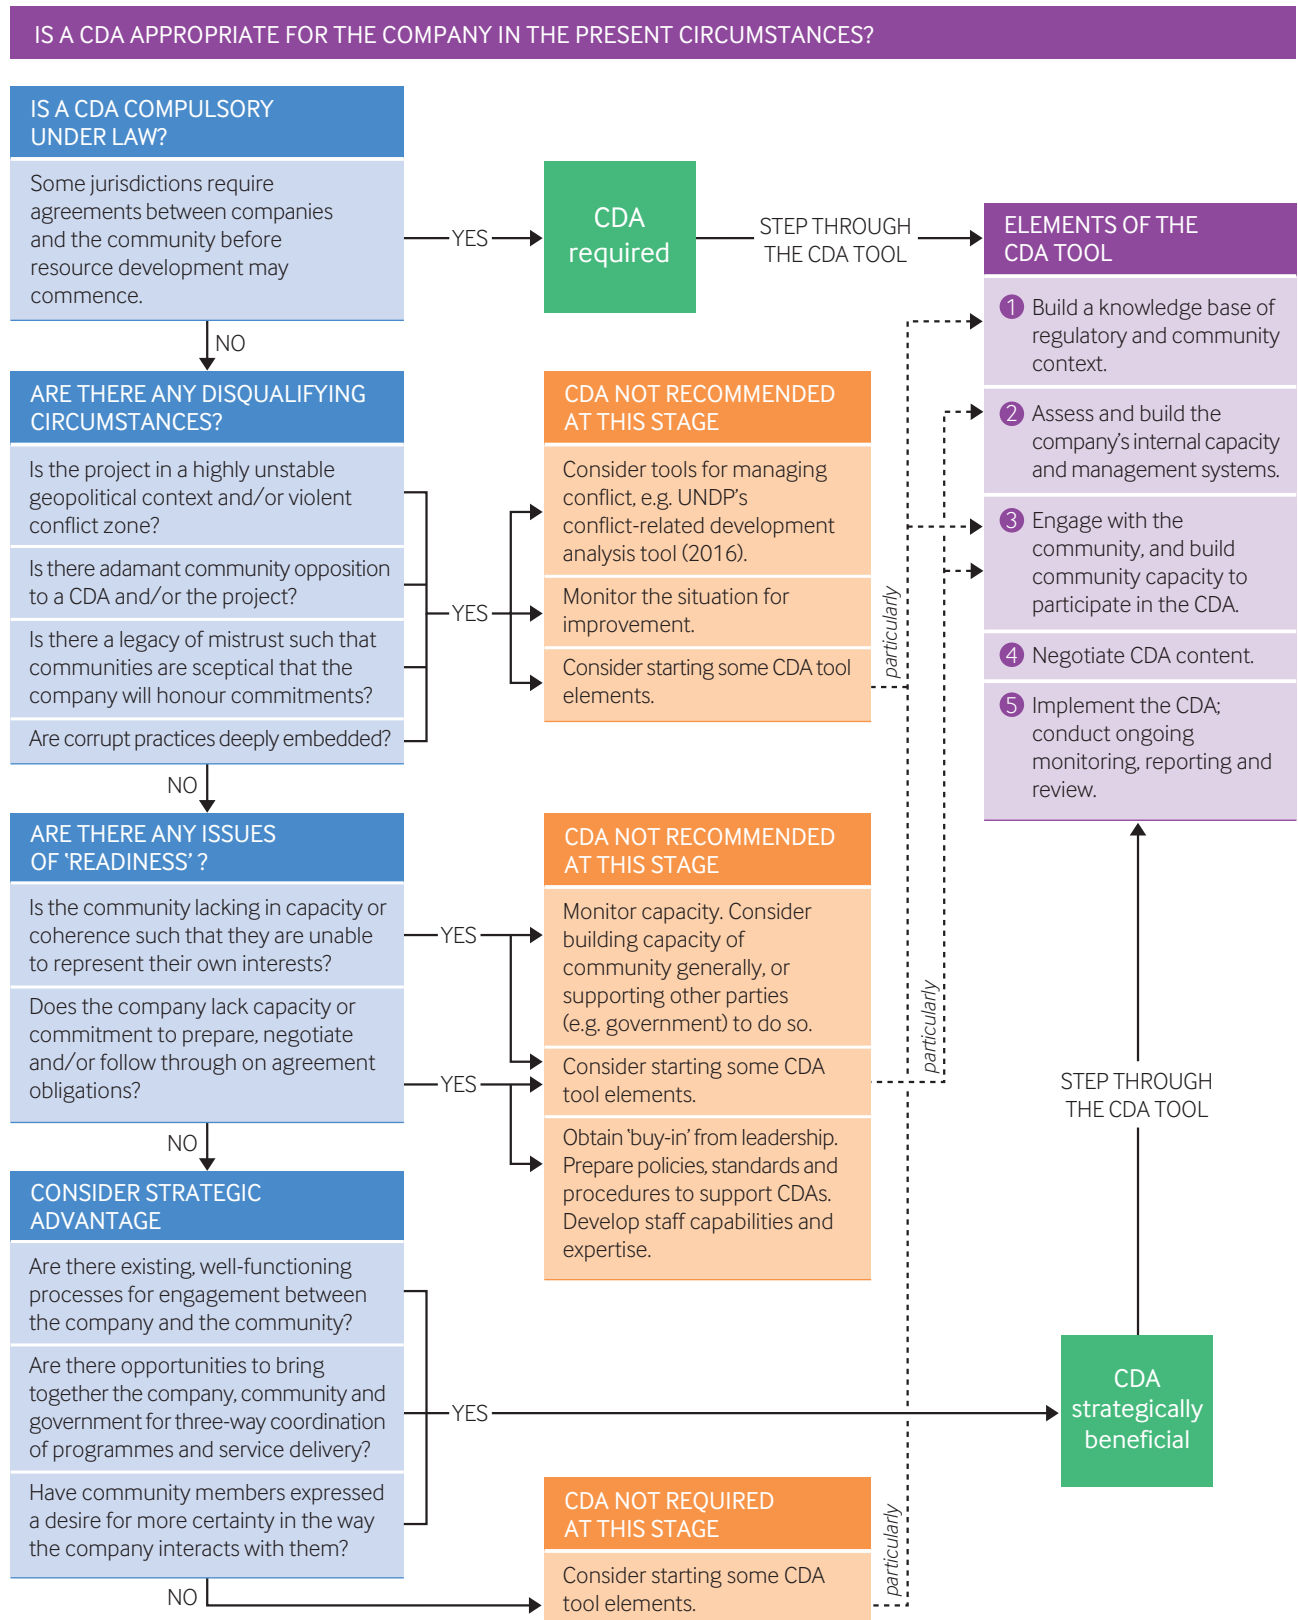 IS A CDA APPROPRIATE FOR THE COMPANY IN THE PRESENT CIRCUMSTANCES?
IS A CDA COMPULSORY
UNDER LAW?
Some jurisdictions require
agreements between companies
and the community before
resource development may
commence.
YES
CDA
required
STEP THROUGH
THE CDA TOOL
ELEMENTS OF THE
CDA TOOL
1 Build a knowledge base of
regulatory and community
context.
2 Assess and build the
company's internal capacity
and management systems.
3 Engage with the
community, and build
community capacity to
participate in the CDA.
4 Negotiate CDA content.
5 Implement the CDA;
conduct ongoing
monitoring, reporting and
review.
NO
ARE THERE ANY DISQUALIFYING
CIRCUMSTANCES?
Is the project in a highly unstable
geopolitical context and/or violent
conflict zone?
Is there adamant community opposition
to a CDA and/or the project?
Is there a legacy of mistrust such that
communities are sceptical that the
company will honour commitments?
Are corrupt practices deeply embedded?
YES
CDA NOT RECOMMENDED
AT THIS STAGE
Consider tools for managing
conflict, e.g. UNDP's
conflict-related development
analysis tool (2016).
Monitor the situation for
improvement.
Consider starting some CDA tool
elements.
particularly
NO
ARE THERE ANY ISSUES
OF 'READINESS' ?
Is the community lacking in capacity or
coherence such that they are unable
to represent their own interests?
Does the company lack capacity or
commitment to prepare, negotiate
and/or follow through on agreement
obligations?
YES
YES
CDA NOT RECOMMENDED
AT THIS STAGE
Monitor capacity. Consider
building capacity of
community generally, or
supporting other parties
(e.g. government) to do so.
Consider starting some CDA
tool elements.
Obtain 'buy-in' from leadership.
Prepare policies, standards and
procedures to support CDAs.
Develop staff capabilities and
expertise.
particularly
STEP THROUGH
THE CDA TOOL
NO
CONSIDER STRATEGIC
ADVANTAGE
Are there existing, well-functioning
processes for engagement between
the company and the community?
Are there opportunities to bring
together the company, community and
government for three-way coordination
of programmes and service delivery?
Have community members expressed
a desire for more certainty in the way
the company interacts with them?
YES
CDA
strategically
beneficial
NO
CDA NOT REQUIRED
AT THIS STAGE
Consider starting some CDA
tool elements.
particularly